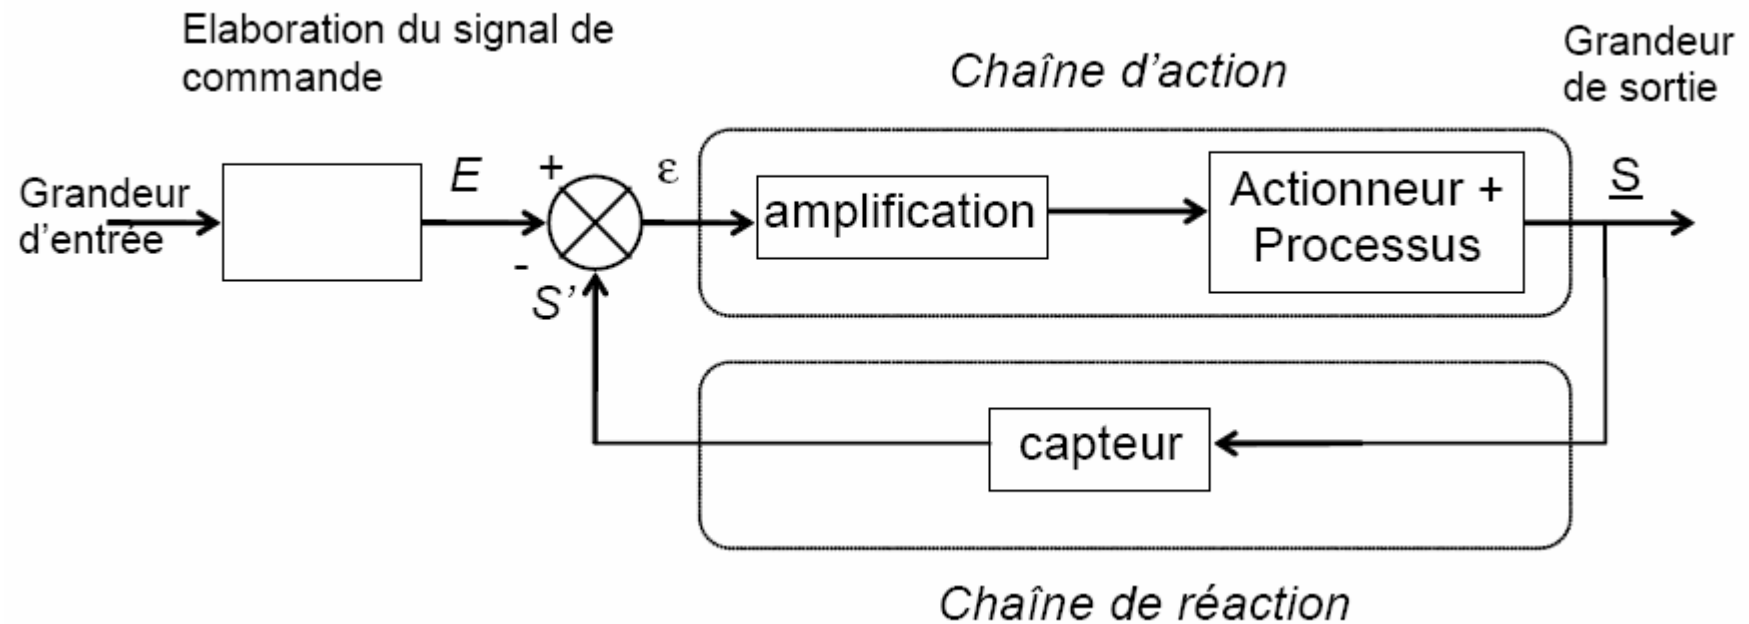 Elaboration du signal de
commande
Chaîne d'action
Grandeur
de sortie
Grandeur
d'entrée
E
+
-
S'
ε
amplification
Actionneur +
Processus
S
capteur
Chaîne de réaction